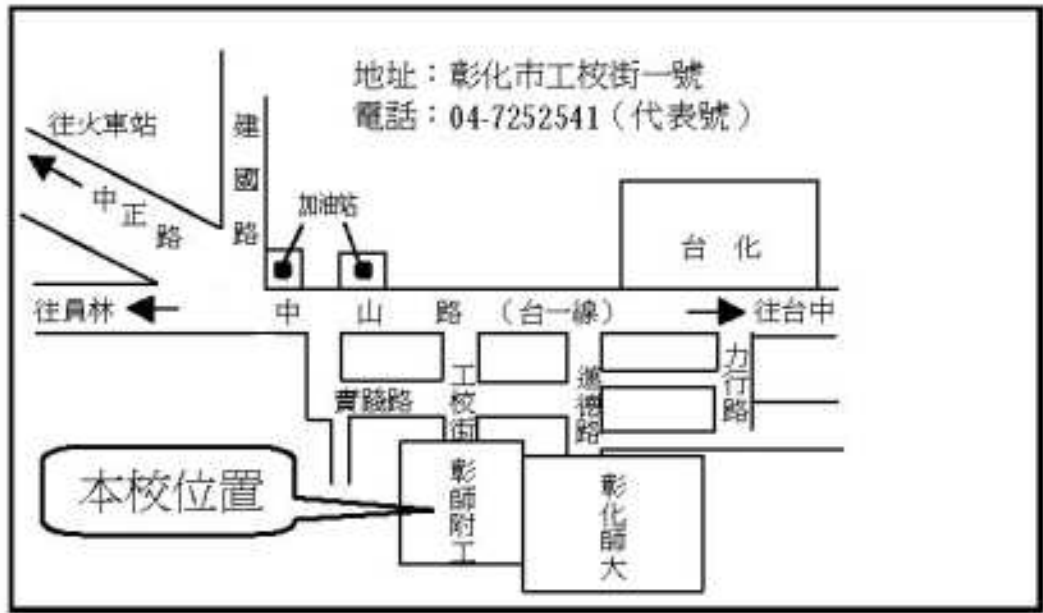 地址：彰化市工校街一號
電話：04-7252541（代表號）
往火車站
建國路
中正路
加油站
台化
往員林
中山路（台一線）
往台中
工校街
進德路
力行路
實踐路
本校位置
彰師附工
彰化師大